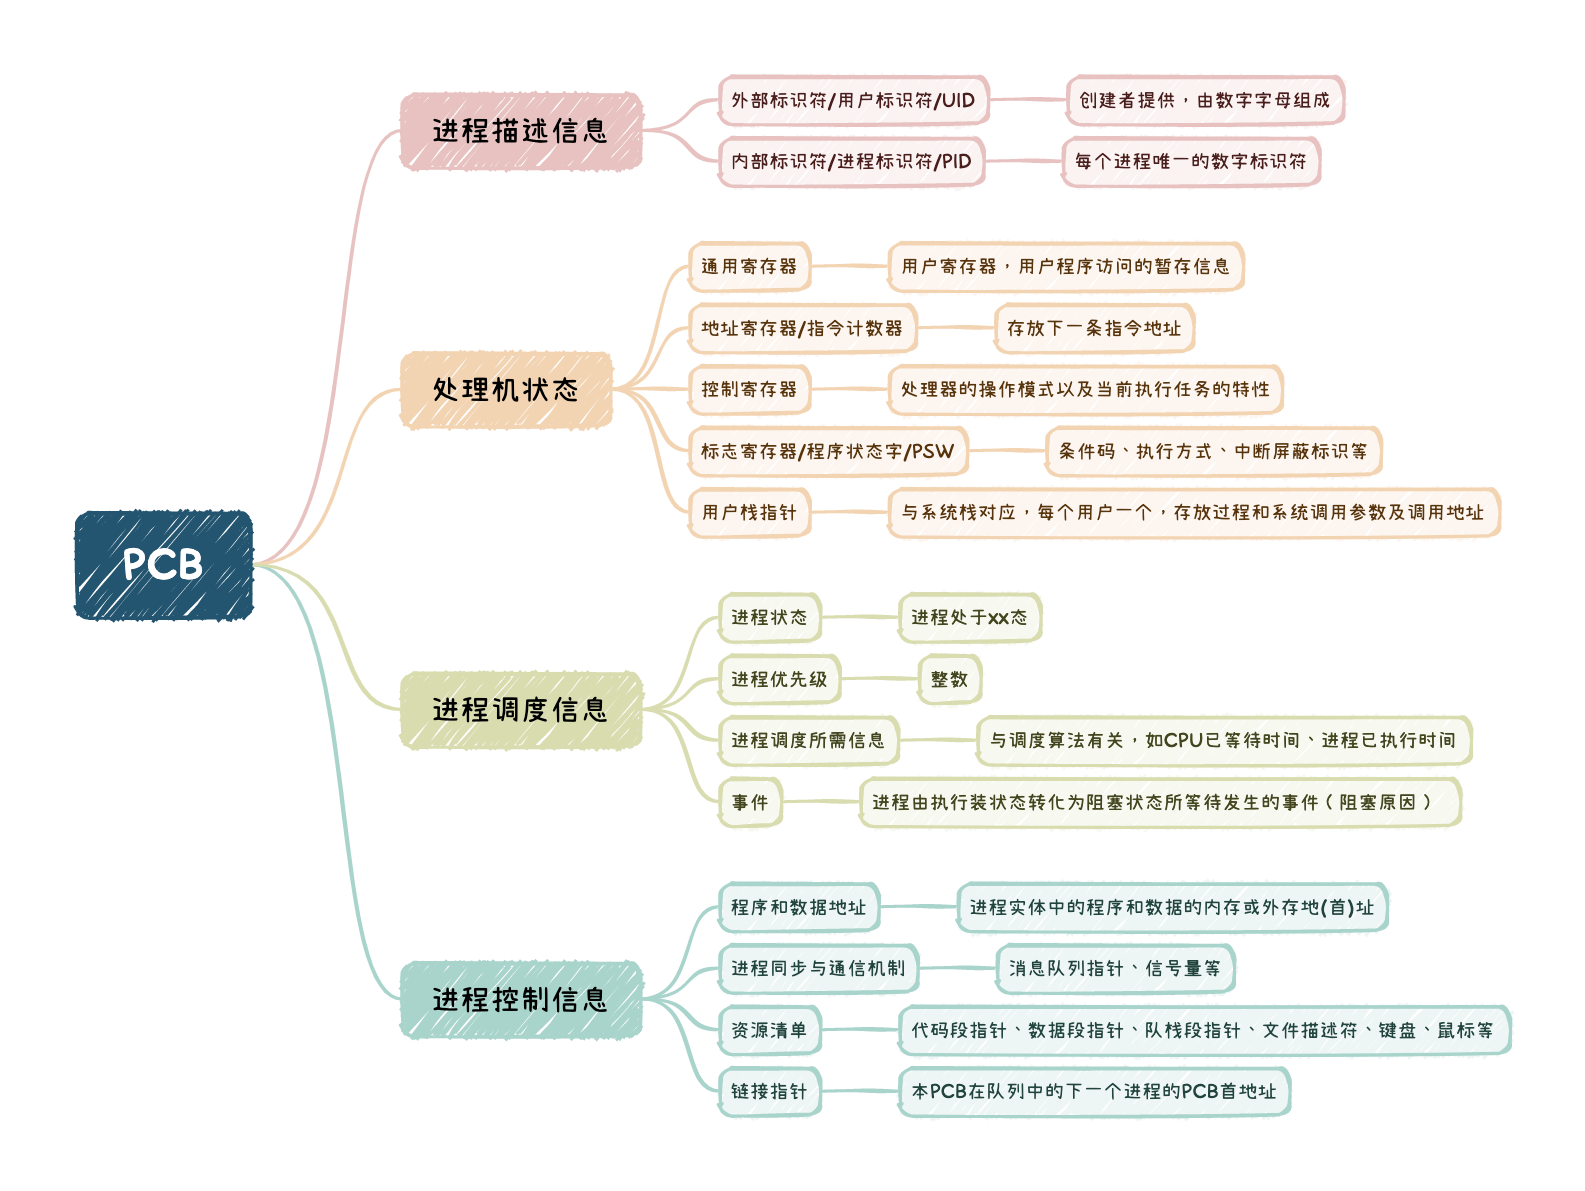 PCB
进程描述信息
外部标识符/用户标识符/UID
创建者提供，由数字字母组成
内部标识符/进程标识符/PID
每个进程唯一的数字标识符
处理机状态
通用寄存器
用户寄存器，用户程序访问的暂存信息
地址寄存器/指令计数器
存放下一条指令地址
控制寄存器
处理器的操作模式以及当前执行任务的特性
标志寄存器/程序状态字/PSW
条件码、执行方式、中断屏蔽标识等
用户栈指针
与系统栈对应，每个用户一个，存放过程和系统调用参数及调用地址
进程调度信息
进程状态
进程处于xx态
进程优先级
整数
进程调度所需信息
与调度算法有关，如CPU已等待时间、进程已执行时间
事件
进程由执行装状态转化为阻塞状态所等待发生的事件（阻塞原因）
进程控制信息
程序和数据地址
进程实体中的程序和数据的内存或外存地(首)址
进程同步与通信机制
消息队列指针、信号量等
资源清单
代码段指针、数据段指针、队栈段指针、文件描述符、键盘、鼠标等
链接指针
本PCB在队列中的下一个进程的PCB首地址